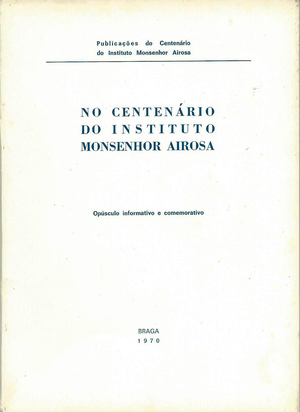 Publicações do Centenário
do Instituto Monsenhor Airosa
NO CENTENÁRIO
DO INSTITUTO
MONSENHOR AIROSA
Opúsculo informativo e comemorativo
BRAGA
1970